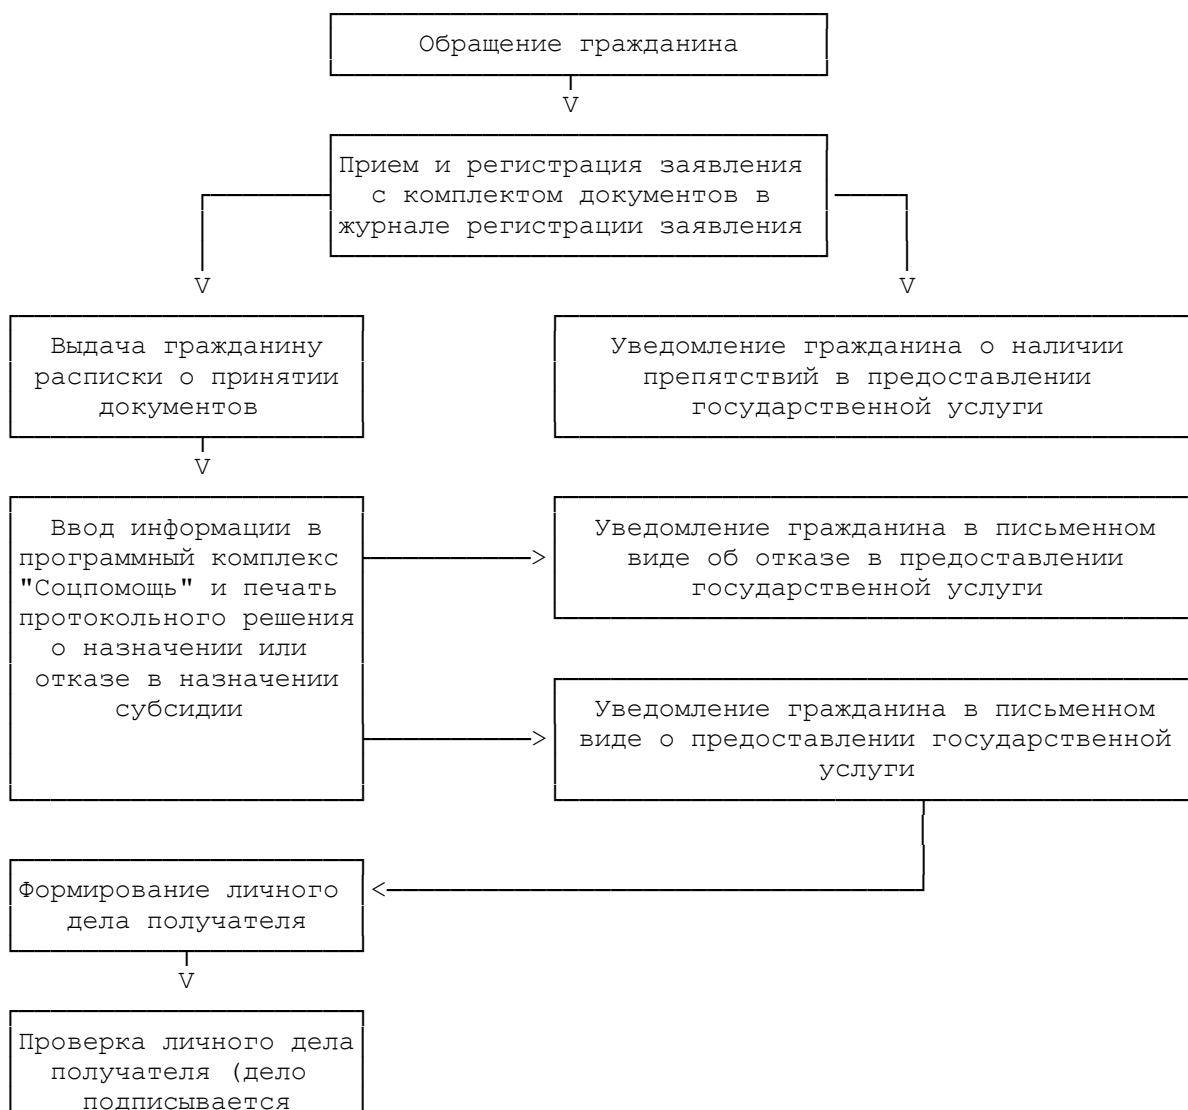 Обращение гражданина
V
Прием и регистрация заявления
с комплектом документов в
журнале регистрации заявления
V
V
Выдача гражданину
расписки о принятии
документов
Уведомление гражданина о наличии
препятствий в предоставлении
государственной услуги
V
Ввод информации в
программный комплекс
"Соцпомощь" и печать
протокольного решения
о назначении или
отказе в назначении
субсидии
>
Уведомление гражданина в письменном
виде об отказе в предоставлении
государственной услуги
>
Уведомление гражданина в письменном
виде о предоставлении государственной
услуги
<
Формирование личного
дела получателя
V
Проверка личного дела
получателя (дело
подписывается